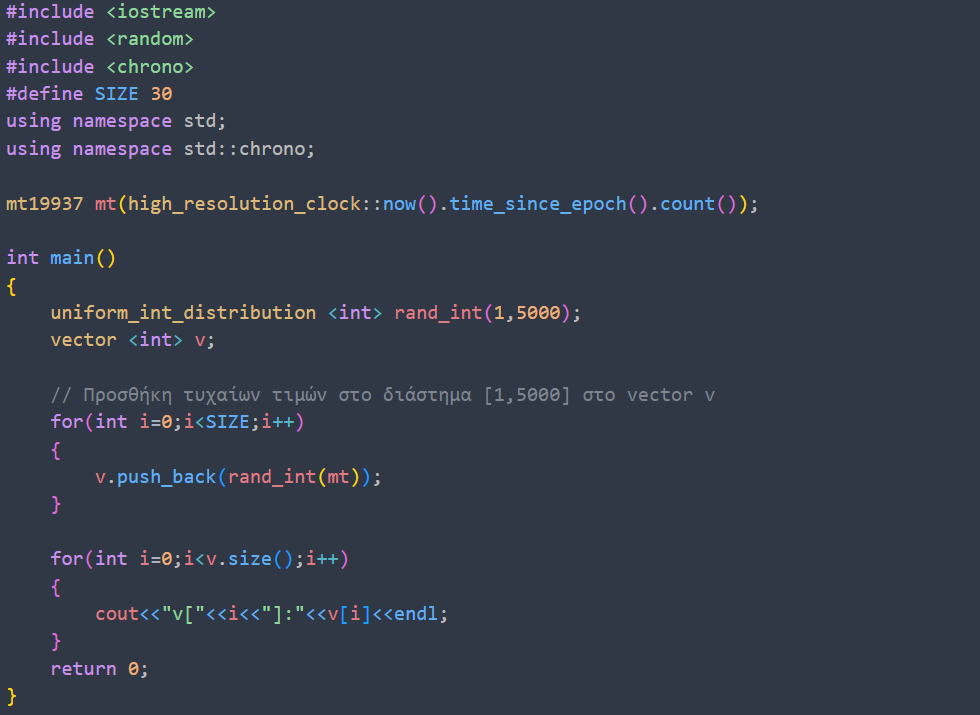 #include <iostream>
#include <random>
#include <chrono>
#define SIZE 30
using namespace std;
using namespace std::chrono;

mt19937 mt(high_resolution_clock::now().time_since_epoch().count());

int main()
{
    uniform_int_distribution <int> rand_int(1,5000);
    vector <int> v;

    // Προσθήκη τυχαίων τιμών στο διάστημα [1,5000] στο vector v
    for(int i=0;i<SIZE;i++)
    {
        v.push_back(rand_int(mt));
    }

    for(int i=0;i<v.size();i++)
    {
        cout<<"v["<<i<<"]:"<<v[i]<<endl;
    }
    return 0;
}